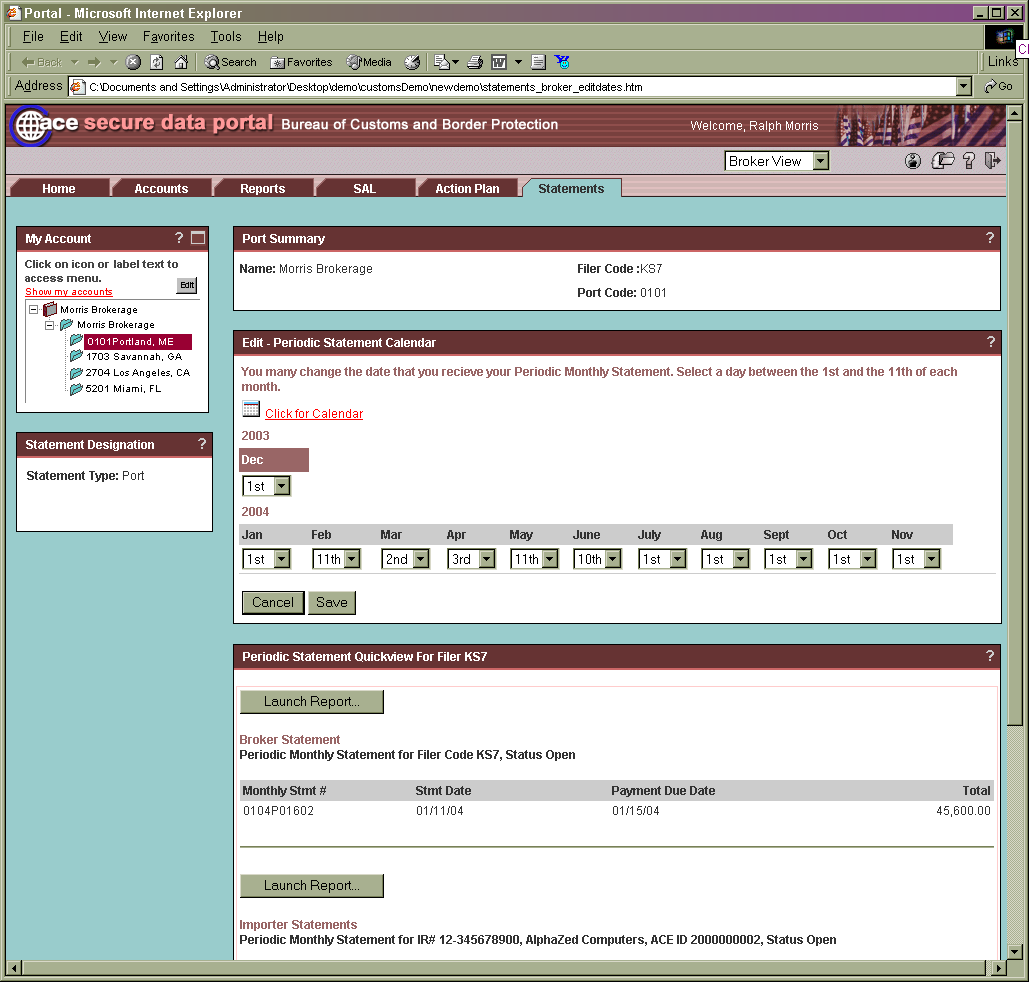 Portal - Microsoft Internet Explorer
File Edit View Favorites Tools Help
Back Search Favorites Media
Links
Address C:\Documents and Settings\Administrator\Desktop\demo\customsDemo\newdemo\statements_broker_editdates.htm Go
ace secure data portal Bureau of Customs and Border Protection Welcome, Ralph Morris
Broker View
Home Accounts Reports SAL Action Plan Statements
My Account ?
Click on icon or label text to
access menu.
Show my accounts Edit
Morris Brokerage
Morris Brokerage
0101Portland, ME
1703 Savannah, GA
2704 Los Angeles, CA
5201 Miami, FL
Statement Designation ?
Statement Type: Port
Port Summary ?
Name: Morris Brokerage Filer Code :KS7
Port Code: 0101
Edit - Periodic Statement Calendar ?
You many change the date that you recieve your Periodic Monthly Statement. Select a day between the 1st and the 11th of each
month.
Click for Calendar
2003
Dec
1st
2004
Jan Feb Mar Apr May June July Aug Sept Oct Nov
1st 11th 2nd 3rd 11th 10th 1st 1st 1st 1st 1st
Cancel Save
Periodic Statement Quickview For Filer KS7 ?
Launch Report...
Broker Statement
Periodic Monthly Statement for Filer Code KS7, Status Open
Monthly Stmt # Stmt Date Payment Due Date Total
0104P01602 01/11/04 01/15/04 45,600.00
Launch Report...
Importer Statements
Periodic Monthly Statement for IR# 12-345678900, AlphaZed Computers, ACE ID 2000000002, Status Open